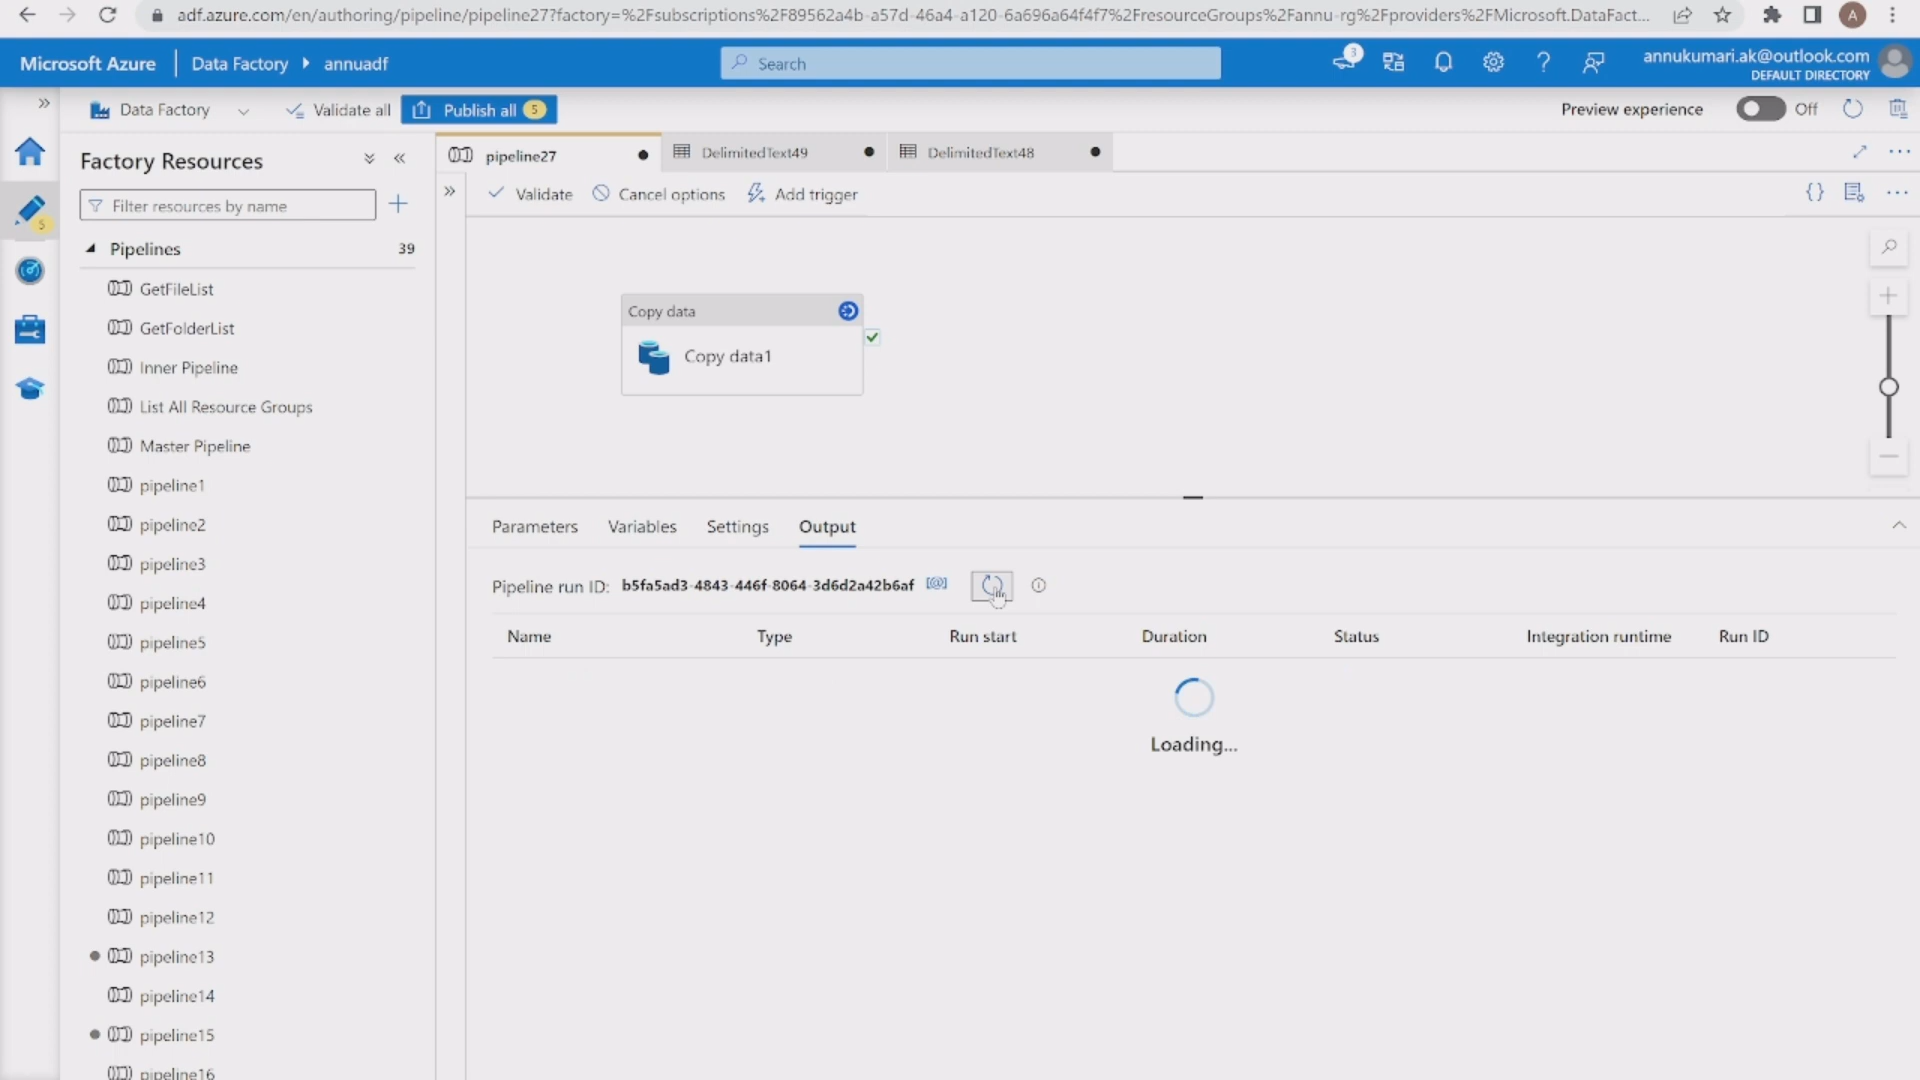 adf.azure.com/en/authoring/pipeline/pipeline27?factory=%2Fsubscriptions%2F89562a4b-a57d-46a4-a120-6a696a64f4f7%2FresourceGroups%2Fannu-rg%2Fproviders%2FMicrosoft.DataFact...
A
Microsoft Azure
Data Factory
annuadf
Search
3
annukumari.ak@outlook.com
DEFAULT DIRECTORY
Data Factory
Validate all
Publish all
5
Preview experience
Off
5
Factory Resources
Filter resources by name
Pipelines
39
GetFileList
GetFolderList
Inner Pipeline
List All Resource Groups
Master Pipeline
pipeline1
pipeline2
pipeline3
pipeline4
pipeline5
pipeline6
pipeline7
pipeline8
pipeline9
pipeline10
pipeline11
pipeline12
pipeline13
pipeline14
pipeline15
pipeline16
pipeline27
DelimitedText49
DelimitedText48
Validate
Cancel options
Add trigger
Copy data
Copy data1
Parameters
Variables
Settings
Output
Pipeline run ID: b5fa5ad3-4843-446f-8064-3d6d2a42b6af
Name
Type
Run start
Duration
Status
Integration runtime
Run ID
Loading...